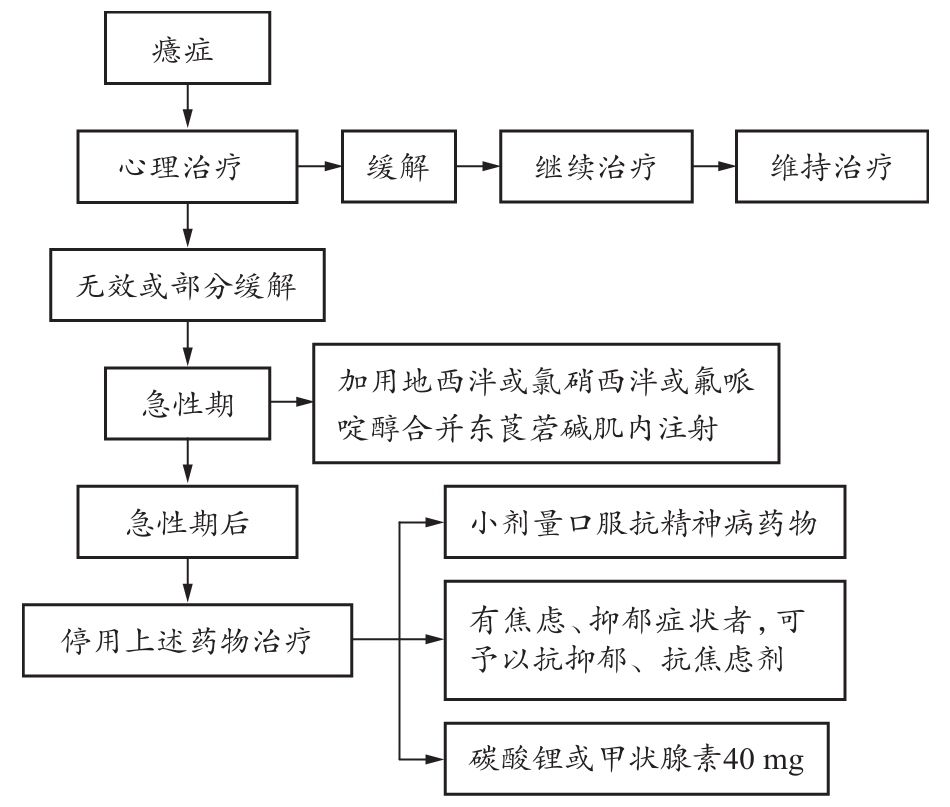 癔症
心理治疗
缓解
继续治疗
维持治疗
无效或部分缓解
急性期
加用地西泮或氯硝西泮或氟哌
啶醇合并东莨菪碱肌内注射
急性期后
小剂量口服抗精神病药物
停用上述药物治疗
有焦虑、抑郁症状者,可
予以抗抑郁、抗焦虑剂
碳酸锂或甲状腺素40 mg